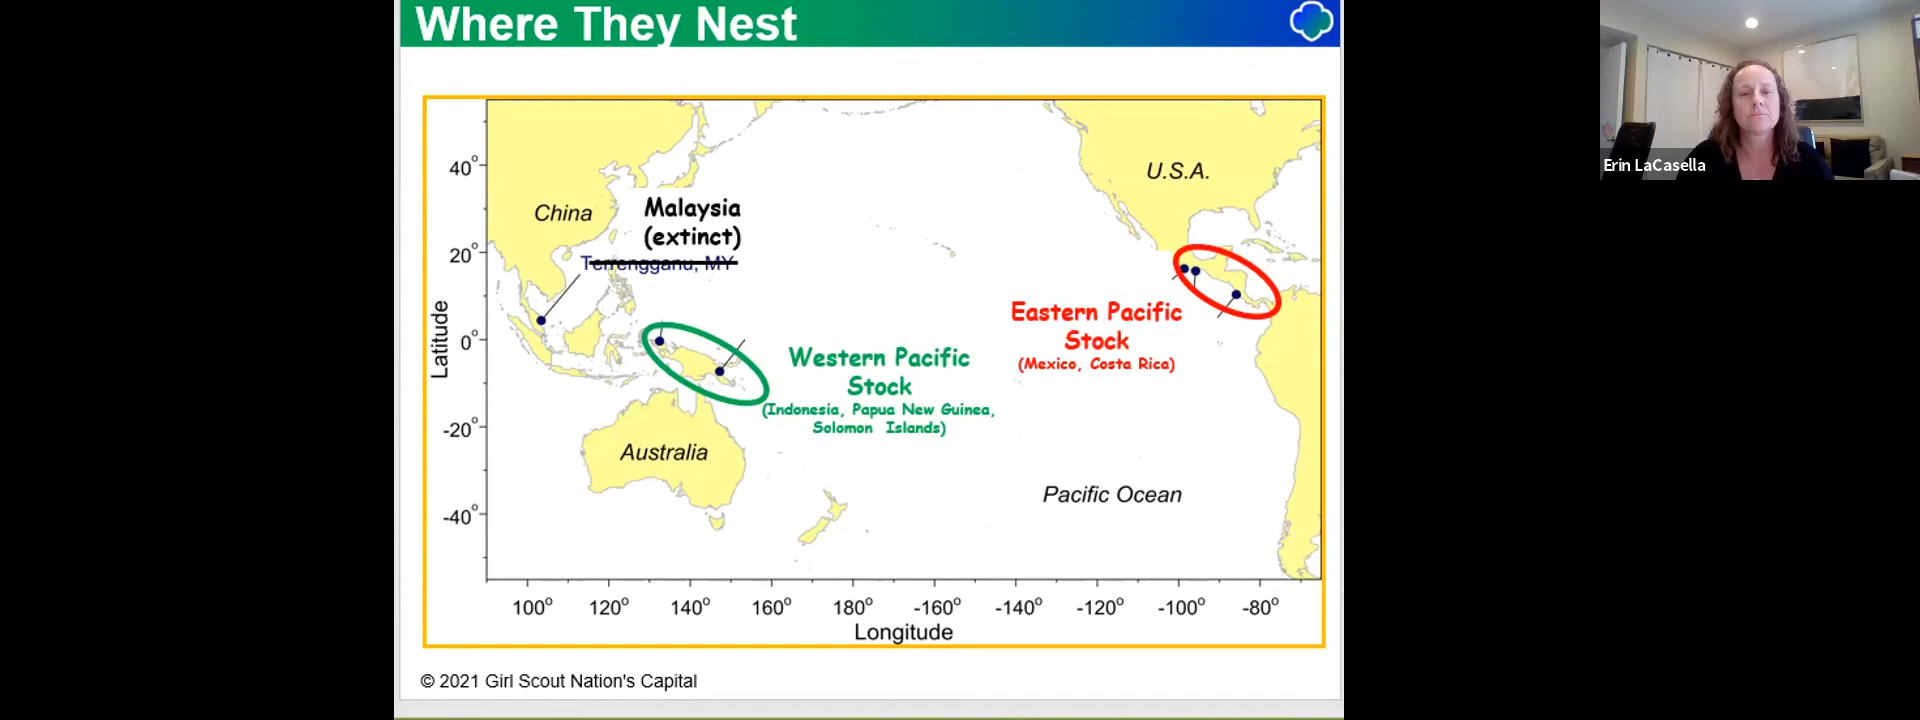 Where They Nest
Erin LaCasella
40°
20°
0°
-20°
-40°
Latitude
China
Malaysia
(extinct)
Terrengganu, MY
U.S.A.
Eastern Pacific
Stock
(Mexico, Costa Rica)
Western Pacific
Stock
(Indonesia, Papua New Guinea,
Solomon Islands)
Australia
Pacific Ocean
100° 120° 140° 160° 180° -160° -140° -120° -100° -80°
Longitude
© 2021 Girl Scout Nation's Capital